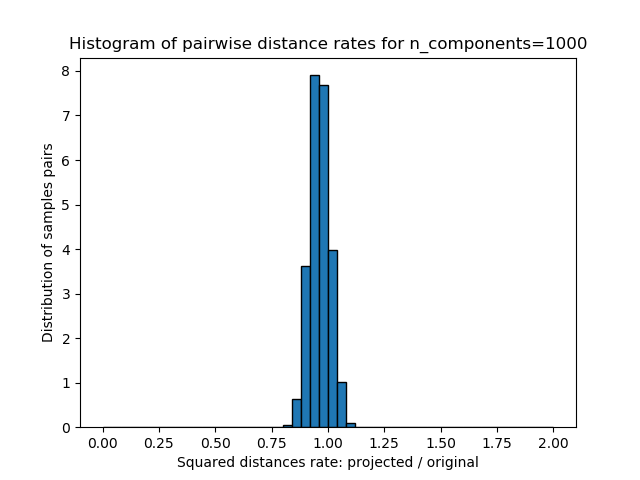 Histogram of pairwise distance rates for n_components=1000
Distribution of samples pairs
8
7
6
5
4
3
2
1
0
0.00 0.25 0.50 0.75 1.00 1.25 1.50 1.75 2.00
Squared distances rate: projected / original